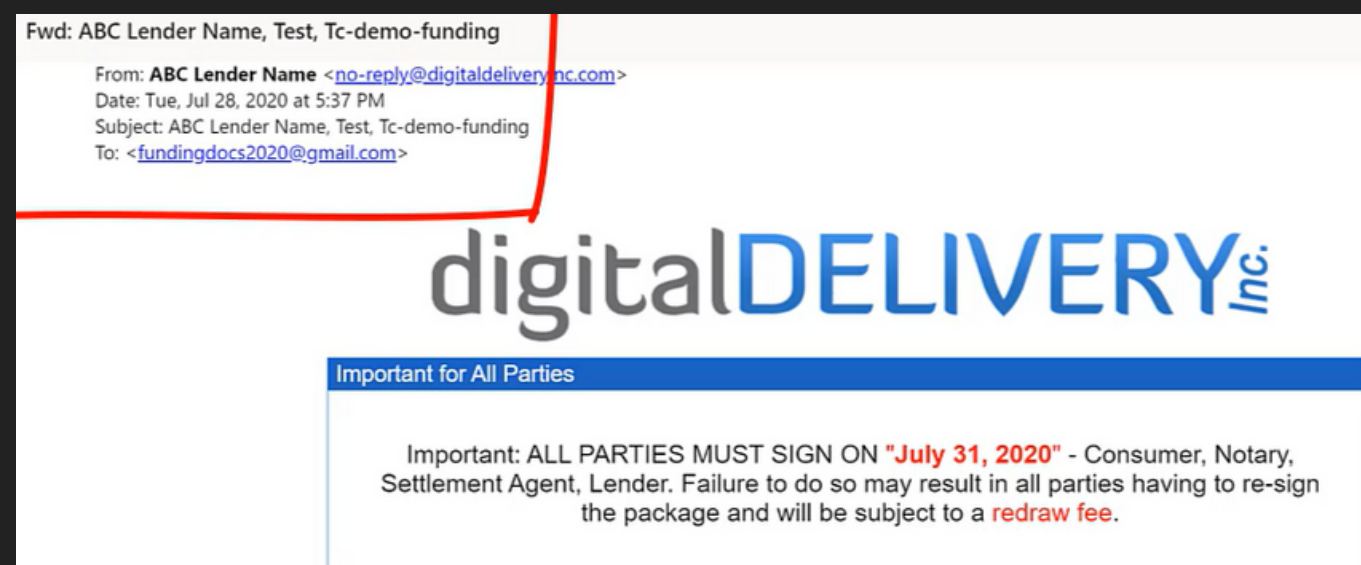 Fwd: ABC Lender Name, Test, Tc-demo-funding
From: ABC Lender Name <no-reply@digitaldeliveryinc.com>
Date: Tue, Jul 28, 2020 at 5:37 PM
Subject: ABC Lender Name, Test, Tc-demo-funding
To: <fundingdocs2020@gmail.com>
digitalDELIVERY Inc.
Important for All Parties
Important: ALL PARTIES MUST SIGN ON "July 31, 2020" - Consumer, Notary,
Settlement Agent, Lender. Failure to do so may result in all parties having to re-sign
the package and will be subject to a redraw fee.